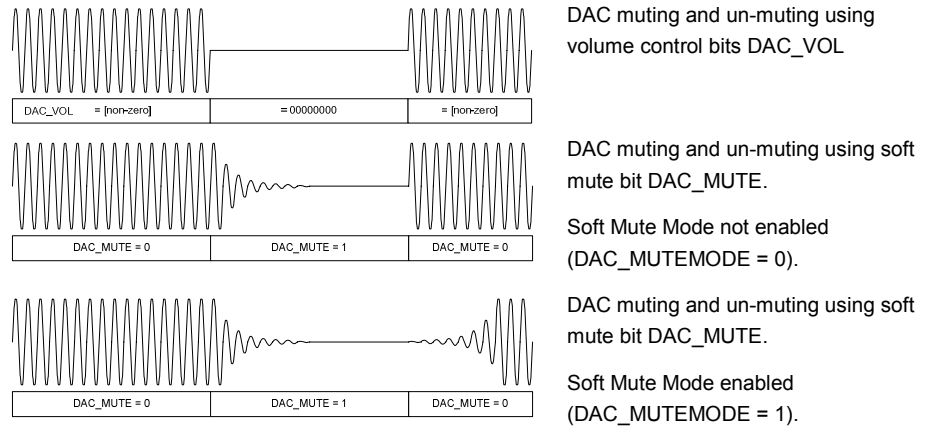 DAC muting and un-muting using
volume control bits DAC_VOL
DAC_VOL = [non-zero] = 00000000 = [non-zero]
DAC muting and un-muting using soft
mute bit DAC_MUTE.
Soft Mute Mode not enabled
(DAC_MUTEMODE = 0).
DAC_MUTE = 0 DAC_MUTE = 1 DAC_MUTE = 0
DAC muting and un-muting using soft
mute bit DAC_MUTE.
Soft Mute Mode enabled
(DAC_MUTEMODE = 1).
DAC_MUTE = 0 DAC_MUTE = 1 DAC_MUTE = 0